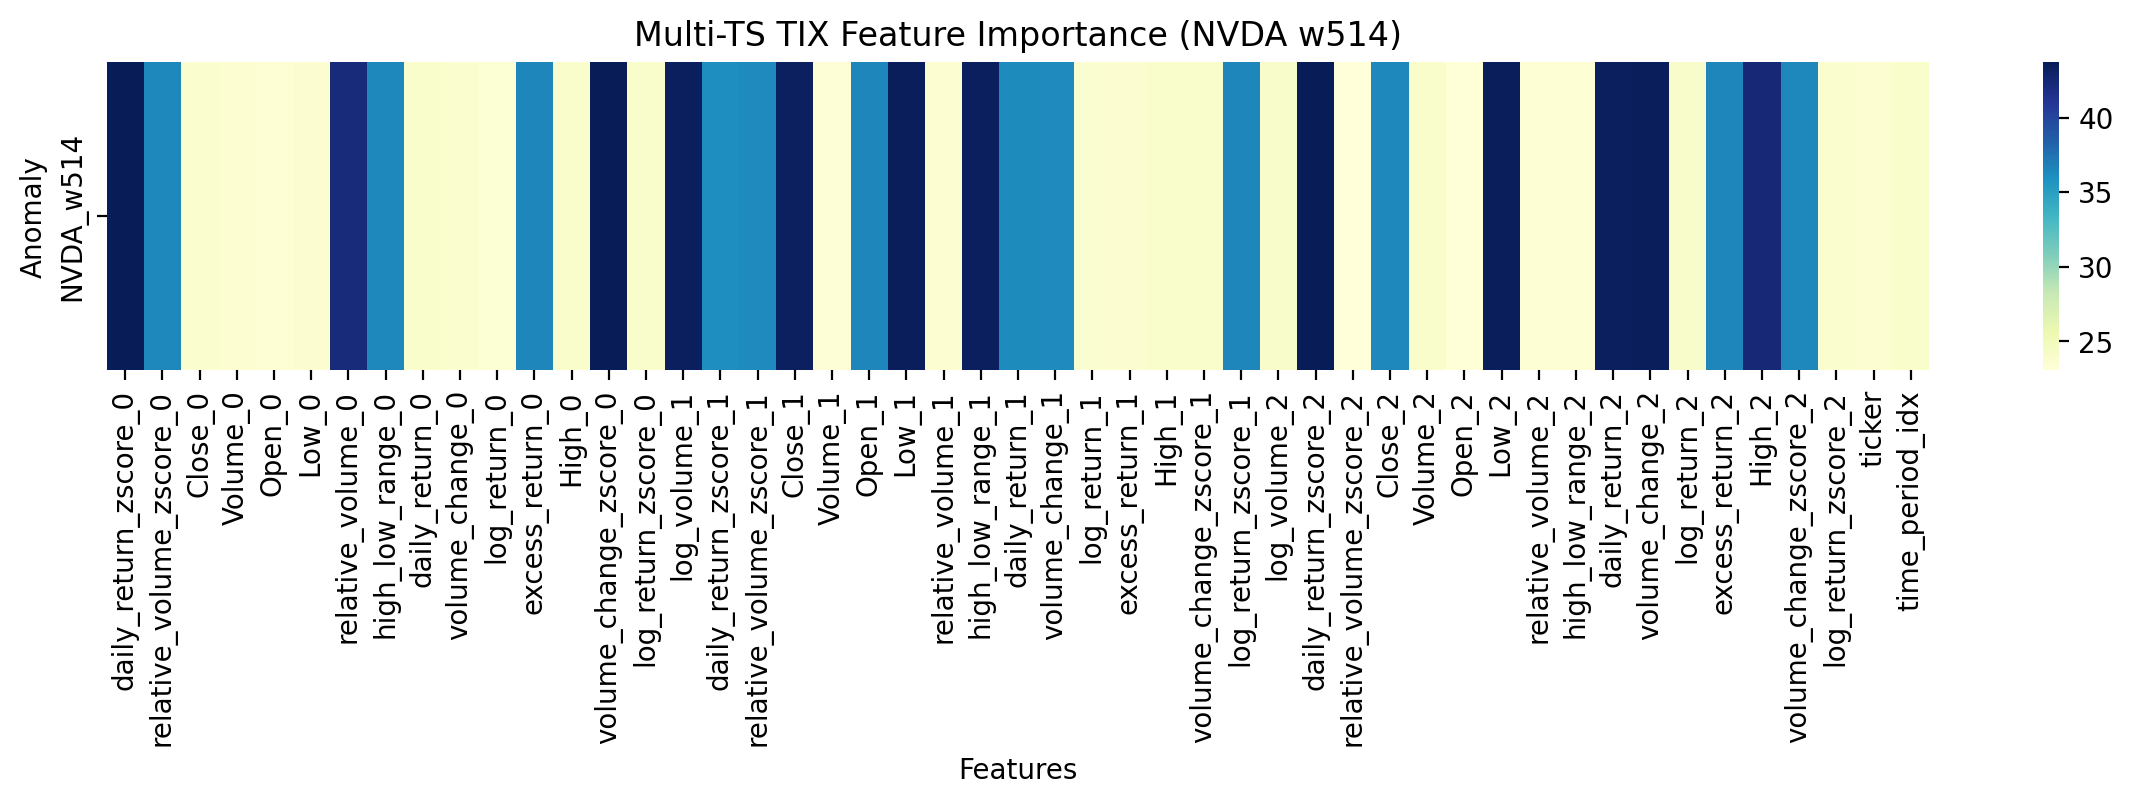 Multi-TS TIX Feature Importance (NVDA w514)
Anomaly
NVDA_w514
40
35
30
25
daily_return_zscore_0
relative_volume_zscore_0
Close_0
Volume_0
Open_0
Low_0
relative_volume_0
high_low_range_0
daily_return_0
volume_change_0
log_return_0
excess_return_0
High_0
volume_change_zscore_0
log_return_zscore_0
log_volume_1
daily_return_zscore_1
relative_volume_zscore_1
Close_1
Volume_1
Open_1
Low_1
relative_volume_1
high_low_range_1
daily_return_1
volume_change_1
log_return_1
excess_return_1
High_1
volume_change_zscore_1
log_return_zscore_1
log_volume_2
daily_return_zscore_2
relative_volume_zscore_2
Close_2
Volume_2
Open_2
Low_2
relative_volume_2
high_low_range_2
daily_return_2
volume_change_2
log_return_2
excess_return_2
High_2
volume_change_zscore_2
log_return_zscore_2
ticker
time_period_idx
Features